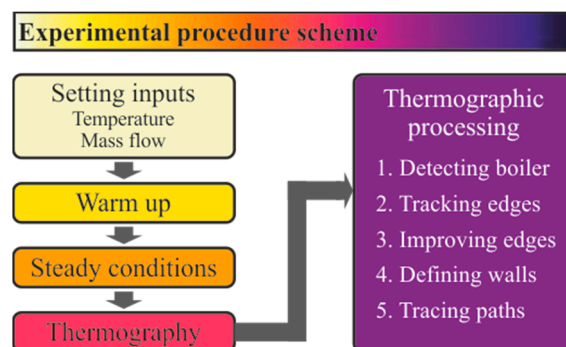 Experimental procedure scheme
Setting inputs
Temperature
Mass flow
Warm up
Steady conditions
Thermography
Thermographic
processing
1. Detecting boiler
2. Tracking edges
3. Improving edges
4. Defining walls
5. Tracing paths